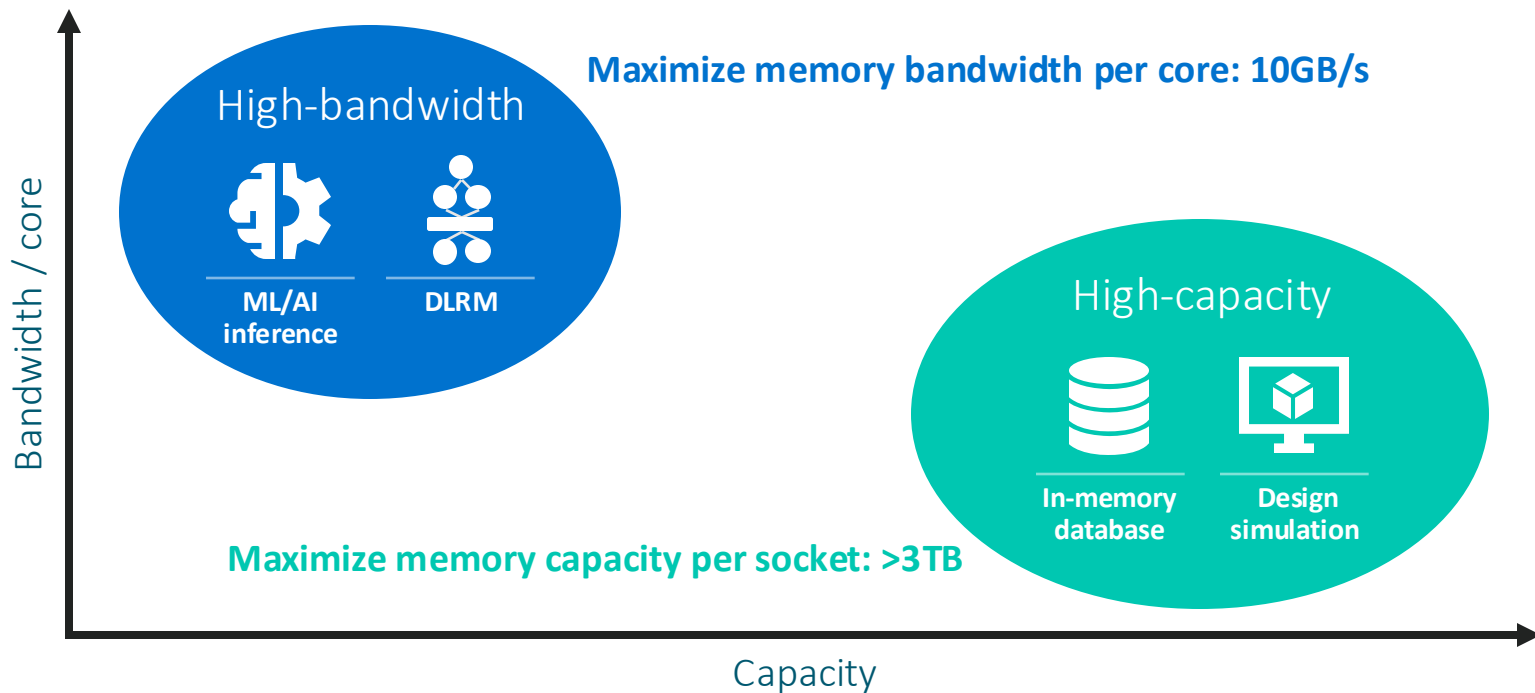 Maximize memory bandwidth per core: 10GB/s
High-bandwidth
ML/AI
inference
DLRM
Bandwidth / core
High-capacity
In-memory
database
Design
simulation
Maximize memory capacity per socket: >3TB
Capacity